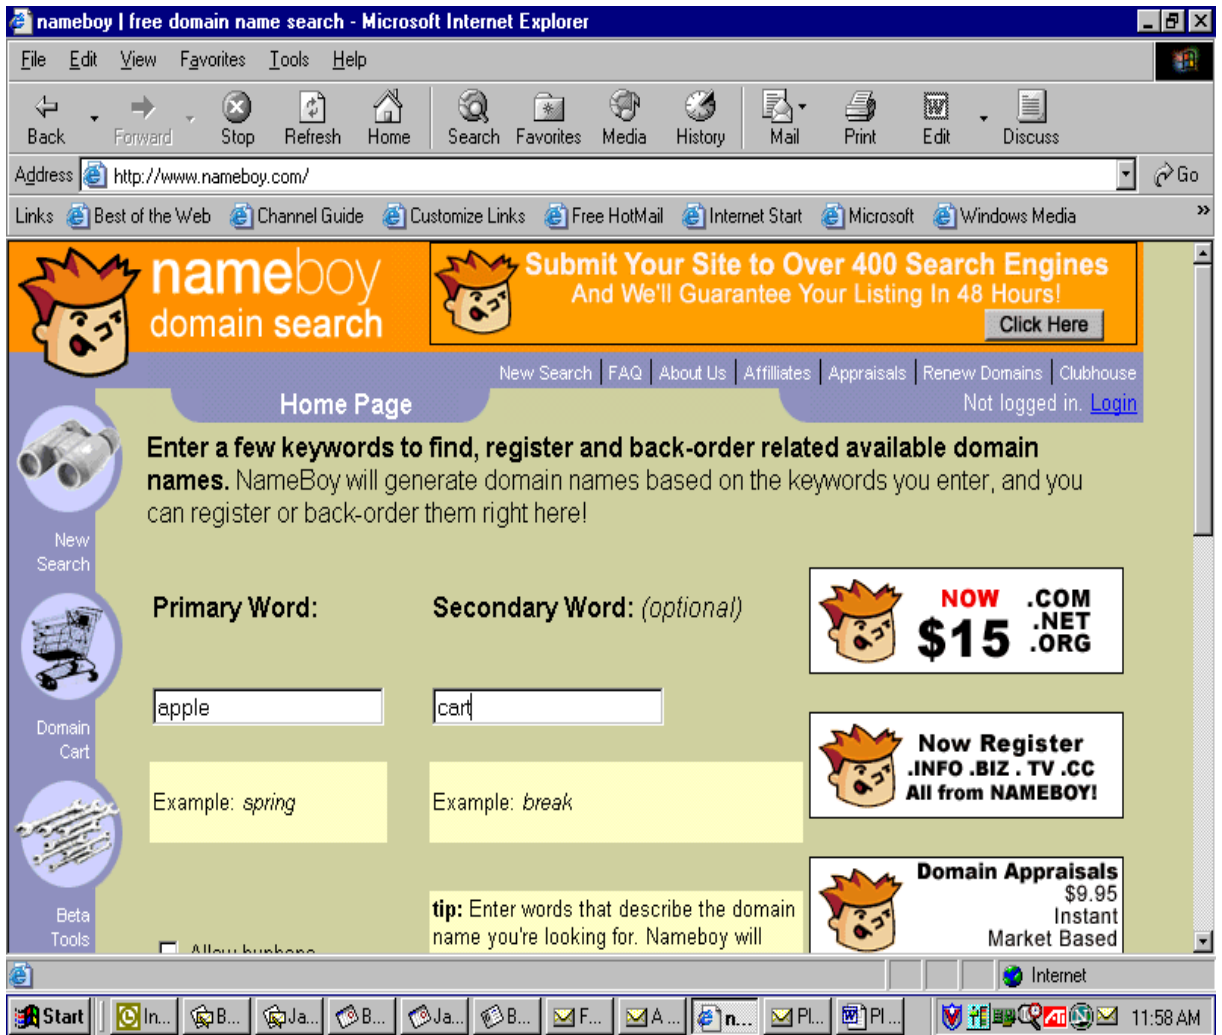 nameboy | free domain name search - Microsoft Internet Explorer
File Edit View Favorites Tools Help
Back Forward Stop Refresh Home Search Favorites Media History Mail Print Edit Discuss
Address http://www.nameboy.com/ Go
Links Best of the Web Channel Guide Customize Links Free HotMail Internet Start Microsoft Windows Media »
nameboy
domain search
Submit Your Site to Over 400 Search Engines
And We'll Guarantee Your Listing In 48 Hours!
Click Here
New Search | FAQ | About Us | Affilliates | Appraisals | Renew Domains | Clubhouse
Home Page
Not logged in. Login
Enter a few keywords to find, register and back-order related available domain
names. NameBoy will generate domain names based on the keywords you enter, and you
can register or back-order them right here!
New
Search
Domain
Cart
Beta
Tools
Primary Word:
Secondary Word: (optional)
apple
cart
Example: spring
Example: break
Allow hyphens
tip: Enter words that describe the domain
name you're looking for. Nameboy will
NOW
$15
.COM
.NET
.ORG
Now Register
.INFO .BIZ . TV .CC
All from NAMEBOY!
Domain Appraisals
$9.95
Instant
Market Based
Internet
Start In... B... Ja... B... Ja... B... F... A ... n... Pl... Pl... 11:58 AM